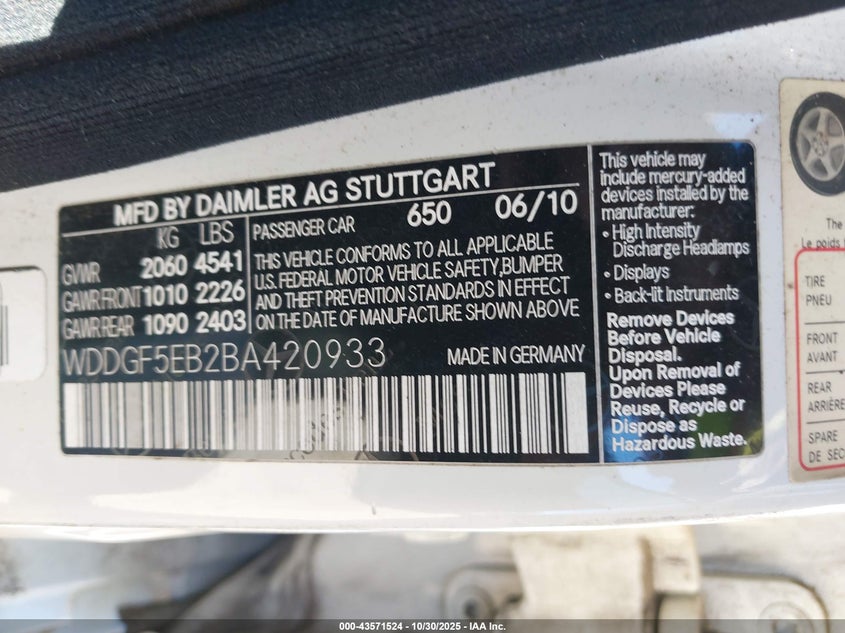 MFD BY DAIMLER AG STUTTGART
KG LBS
GVWR 2060 4541
GAWR FRONT 1010 2226
GAWR REAR 1090 2403
PASSENGER CAR 650 06/10
THIS VEHICLE CONFORMS TO ALL APPLICABLE
U.S. FEDERAL MOTOR VEHICLE SAFETY,BUMPER
AND THEFT PREVENTION STANDARDS IN EFFECT
ON THE DATE OF MANUFACTURE SHOWN ABOVE
WDDGF5EB2BA420933
MADE IN GERMANY
This vehicle may
include mercury-added
devices installed by the
manufacturer:
• High Intensity
Discharge Headlamps
• Displays
• Back-lit Instruments
Remove Devices
Before Vehicle
Disposal.
Upon Removal of
Devices Please
Reuse, Recycle or
Dispose as
Hazardous Waste.
The
Le poids
TIRE
PNEU
FRONT
AVANT
REAR
ARRIÈRE
SPARE
DE SEC
000-43571524 | 10/30/2025 | IAA Inc.